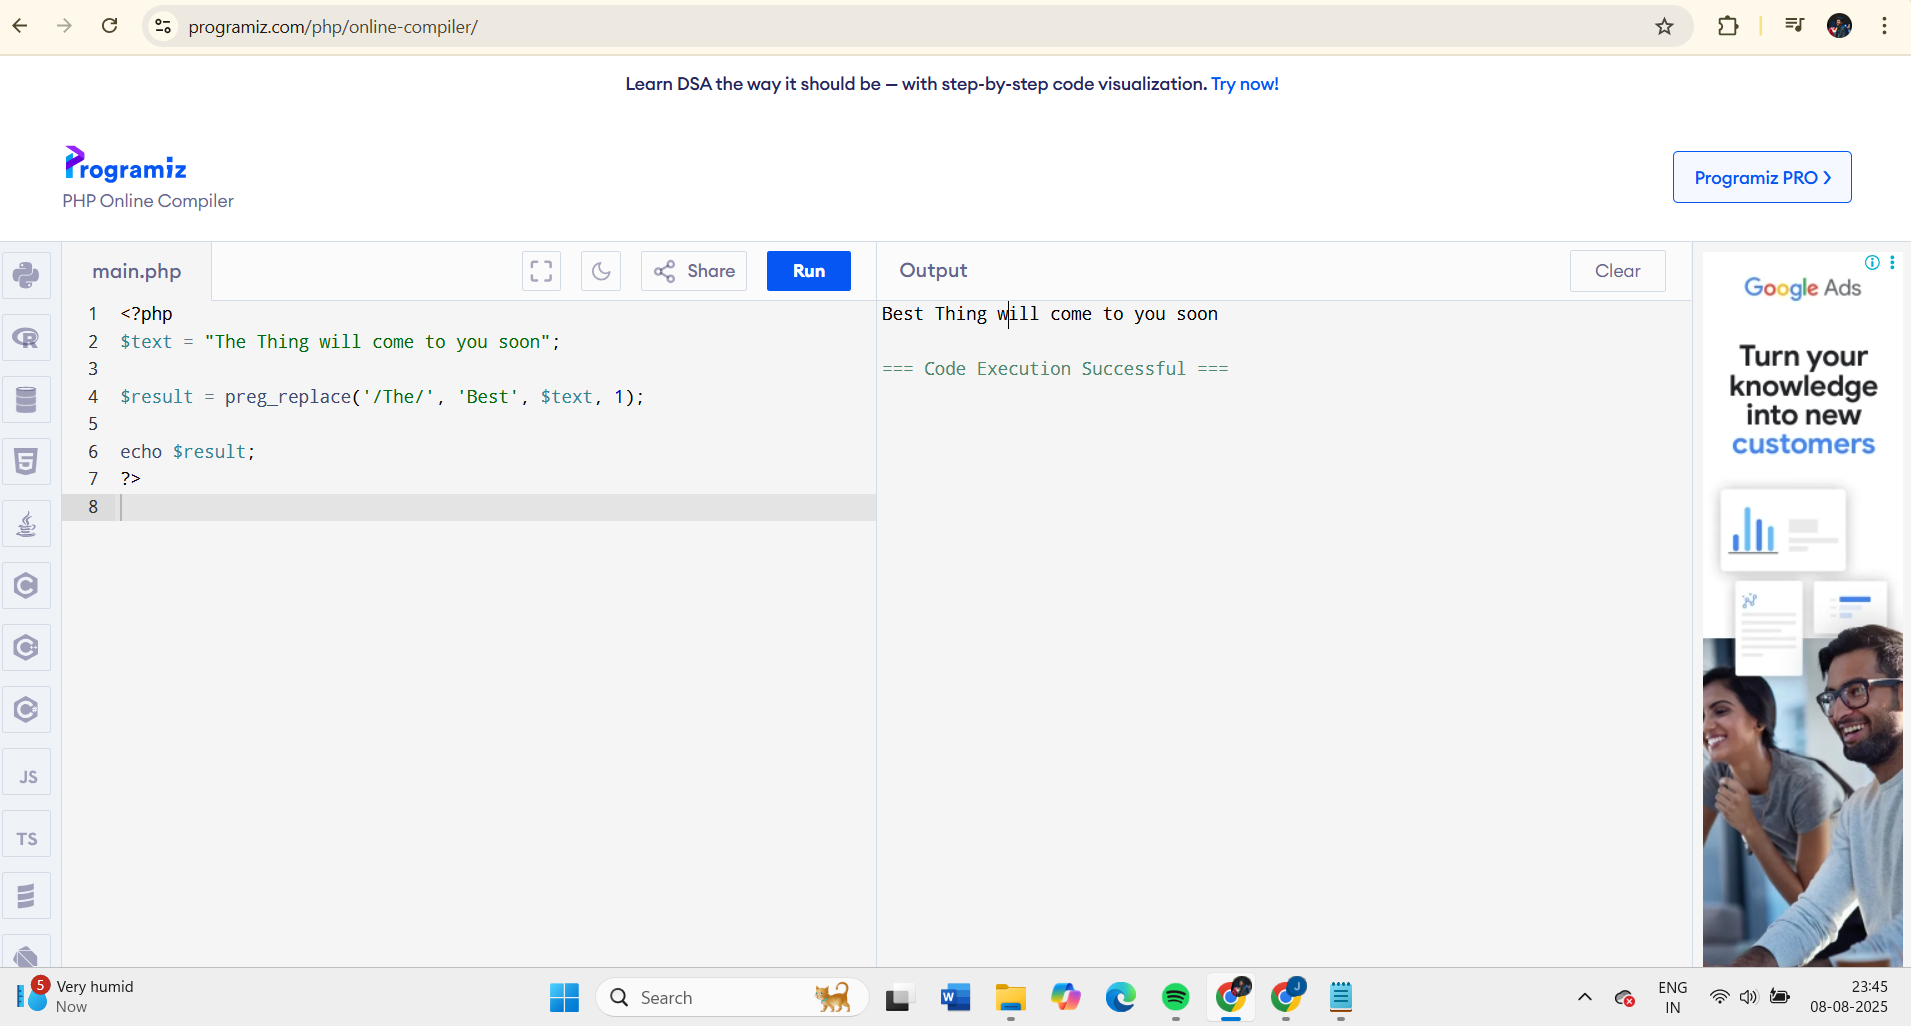 programiz.com/php/online-compiler/
Learn DSA the way it should be — with step-by-step code visualization. Try now!
Programiz
PHP Online Compiler
Programiz PRO
main.php
Share
Run
Output
Clear
1 <?php
2 $text = "The Thing will come to you soon";
3
4 $result = preg_replace('/The/', 'Best', $text, 1);
5
6 echo $result;
7 ?>
8
Best Thing will come to you soon
=== Code Execution Successful ===
R
5
C
C
C
JS
TS
Google Ads
Turn your
knowledge
into new
customers
5
Very humid
Now
Search
W
J
ENG
IN
23:45
08-08-2025